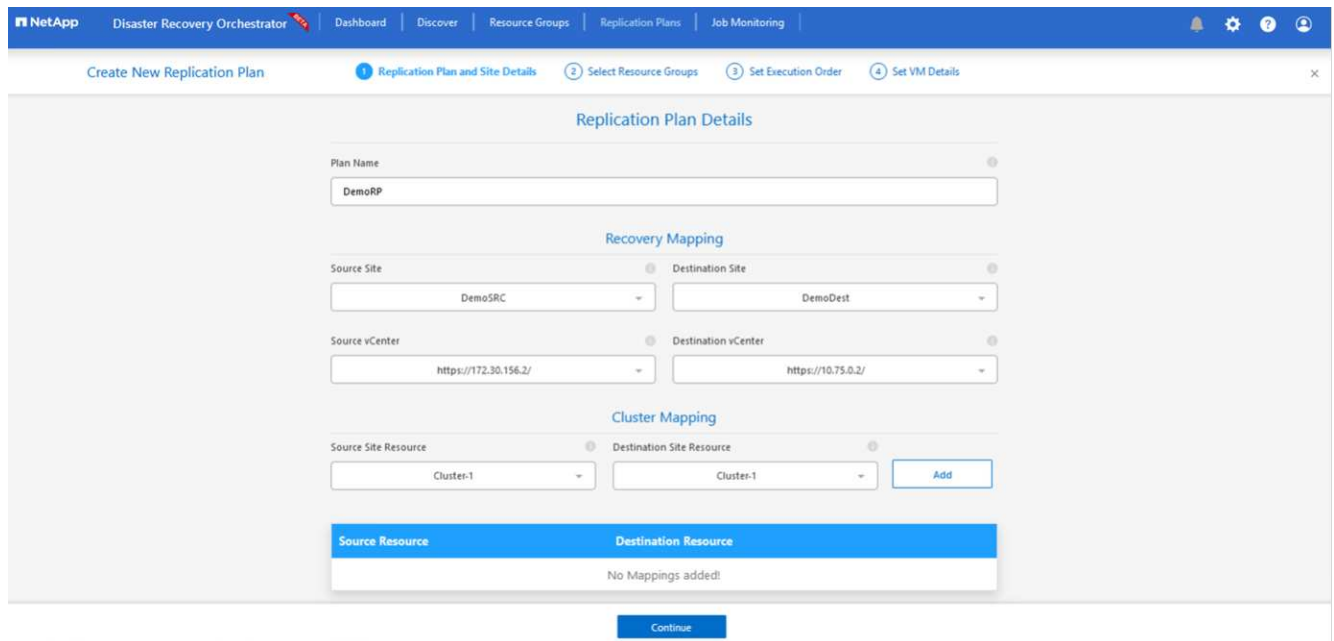 NetApp Disaster Recovery Orchestrator BETA Dashboard Discover Resource Groups Replication Plans Job Monitoring ?
Create New Replication Plan 1 Replication Plan and Site Details 2 Select Resource Groups 3 Set Execution Order 4 Set VM Details
Replication Plan Details
Plan Name
DemoRP
Recovery Mapping
Source Site Destination Site
DemoSRC DemoDest
Source vCenter Destination vCenter
https://172.30.156.2/ https://10.75.0.2/
Cluster Mapping
Source Site Resource Destination Site Resource
Cluster-1 Cluster-1 Add
Source Resource Destination Resource
No Mappings added!
Continue